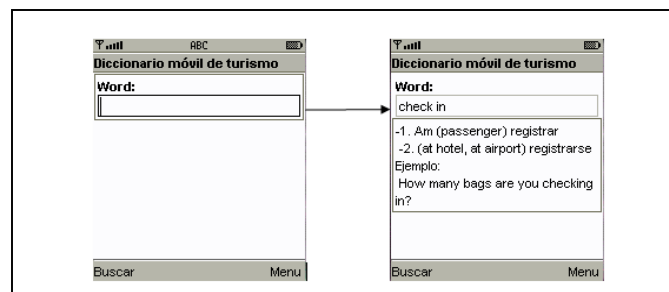 ABC
Diccionario móvil de turismo
Word:
Buscar Menu
Diccionario móvil de turismo
Word:
check in
-1. Am (passenger) registrar
-2. (at hotel, at airport) registrarse
Ejemplo:
How many bags are you checking
in?
Buscar Menu